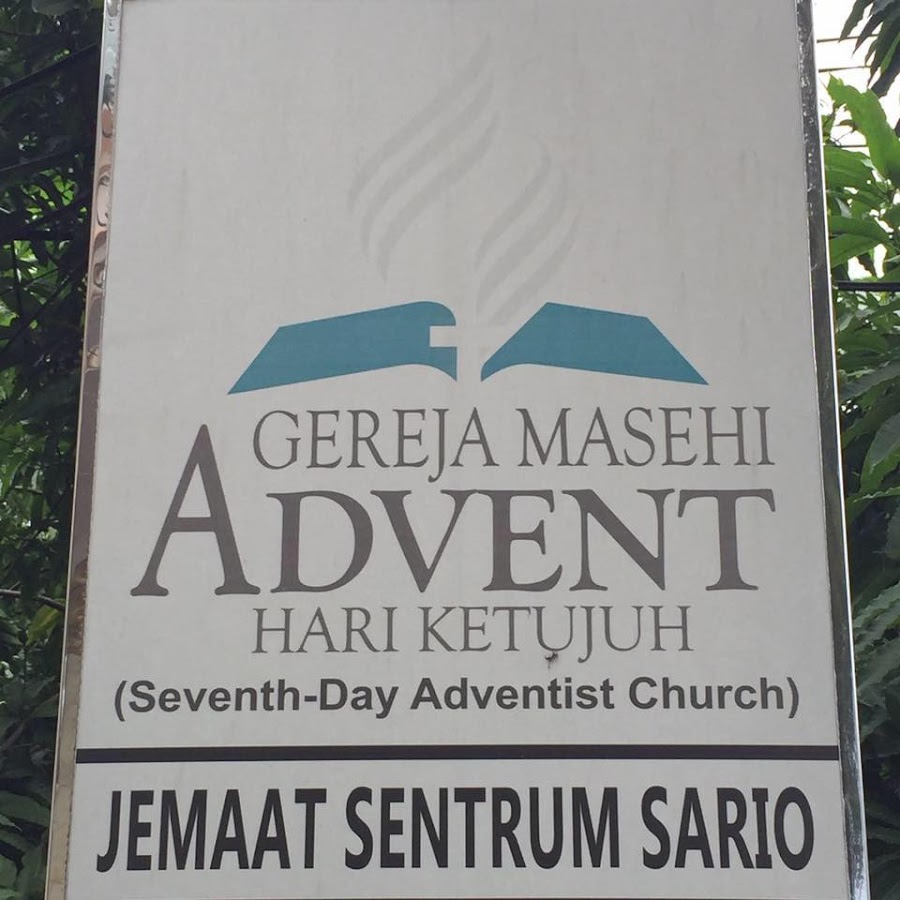 GEREJA MASEHI
ADVENT
HARI KETUJUH
(Seventh-Day Adventist Church)
JEMAAT SENTRUM SARIO